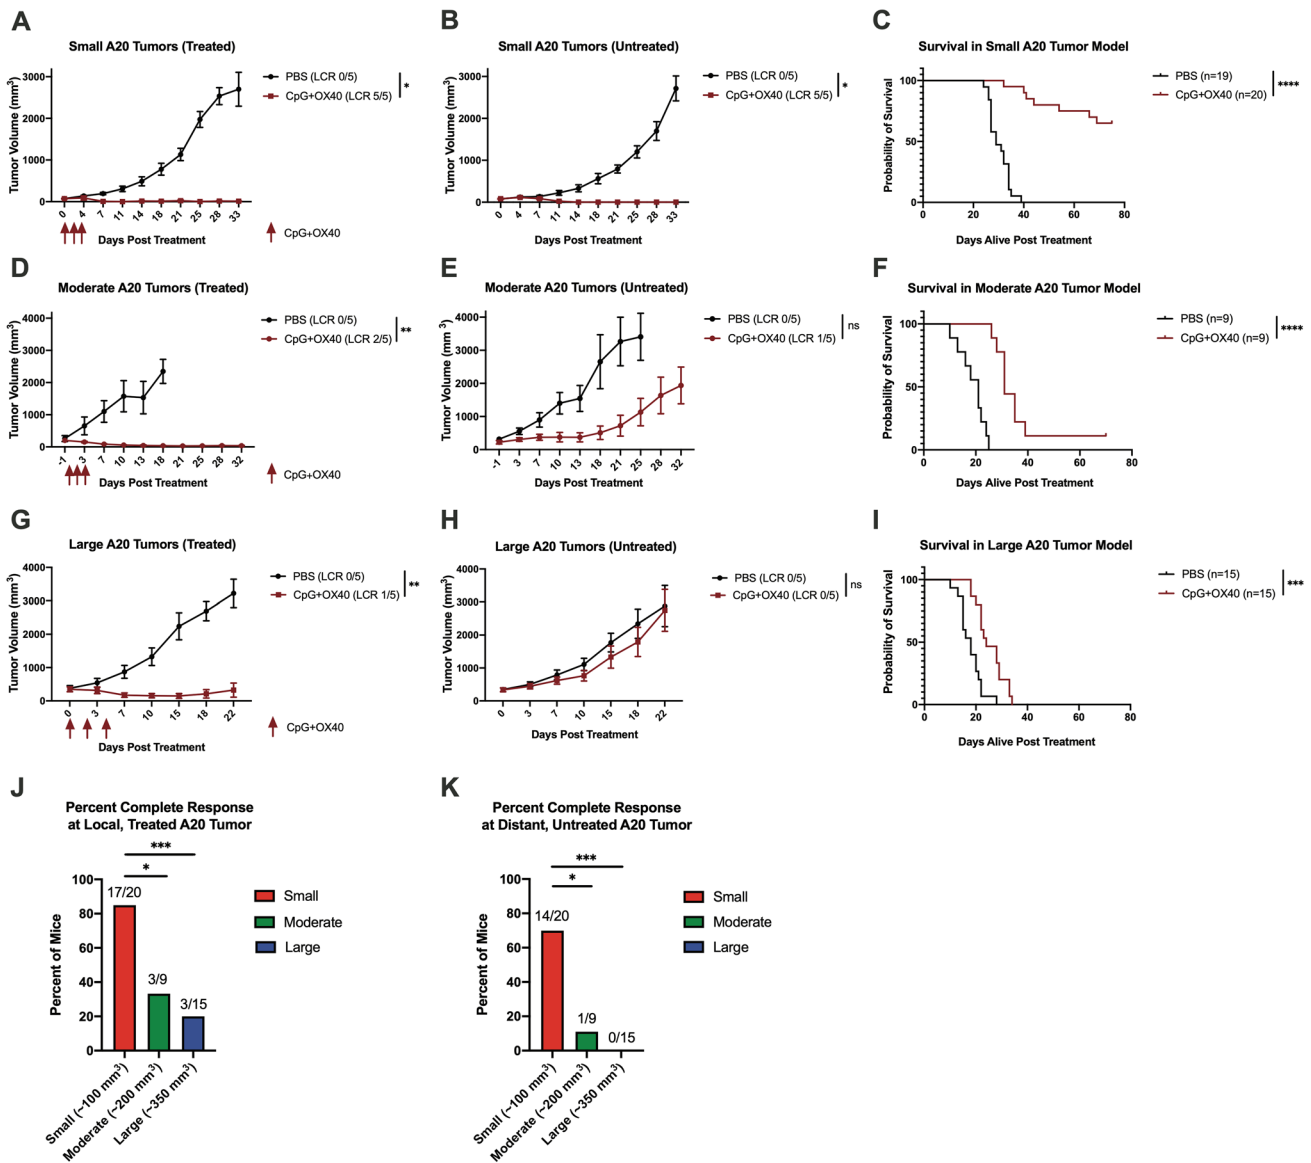 A
Small A20 Tumors (Treated)
Tumor Volume (mm3)
3000
2000
1000
0
0 4 7 11 14 18 21 25 28 33
Days Post Treatment
PBS (LCR 0/5)
CpG+OX40 (LCR 5/5)
*
CpG+OX40
B
Small A20 Tumors (Untreated)
Tumor Volume (mm3)
3000
2000
1000
0
0 4 7 11 14 18 21 25 28 33
Days Post Treatment
PBS (LCR 0/5)
CpG+OX40 (LCR 5/5)
*
C
Survival in Small A20 Tumor Model
Probability of Survival
100
50
0
0 20 40 60 80
Days Alive Post Treatment
PBS (n=19)
CpG+OX40 (n=20)
****
D
Moderate A20 Tumors (Treated)
Tumor Volume (mm3)
4000
3000
2000
1000
0
-1 3 7 10 13 18 21 25 28 32
Days Post Treatment
PBS (LCR 0/5)
CpG+OX40 (LCR 2/5)
**
CpG+OX40
E
Moderate A20 Tumors (Untreated)
Tumor Volume (mm3)
4000
3000
2000
1000
0
-1 3 7 10 13 18 21 25 28 32
Days Post Treatment
PBS (LCR 0/5)
CpG+OX40 (LCR 1/5)
ns
F
Survival in Moderate A20 Tumor Model
Probability of Survival
100
50
0
0 20 40 60 80
Days Alive Post Treatment
PBS (n=9)
CpG+OX40 (n=9)
****
G
Large A20 Tumors (Treated)
Tumor Volume (mm3)
4000
3000
2000
1000
0
0 3 7 10 15 18 22
Days Post Treatment
PBS (LCR 0/5)
CpG+OX40 (LCR 1/5)
**
CpG+OX40
H
Large A20 Tumors (Untreated)
Tumor Volume (mm3)
4000
3000
2000
1000
0
0 3 7 10 15 18 22
Days Post Treatment
PBS (LCR 0/5)
CpG+OX40 (LCR 0/5)
ns
I
Survival in Large A20 Tumor Model
Probability of Survival
100
50
0
0 20 40 60 80
Days Alive Post Treatment
PBS (n=15)
CpG+OX40 (n=15)
***
J
Percent Complete Response
at Local, Treated A20 Tumor
Percent of Mice
100
80
60
40
20
0
***
*
17/20
3/9
3/15
Small (~100 mm3)
Moderate (~200 mm3)
Large (~350 mm3)
Small
Moderate
Large
K
Percent Complete Response
at Distant, Untreated A20 Tumor
Percent of Mice
100
80
60
40
20
0
***
*
14/20
1/9
0/15
Small (~100 mm3)
Moderate (~200 mm3)
Large (~350 mm3)
Small
Moderate
Large